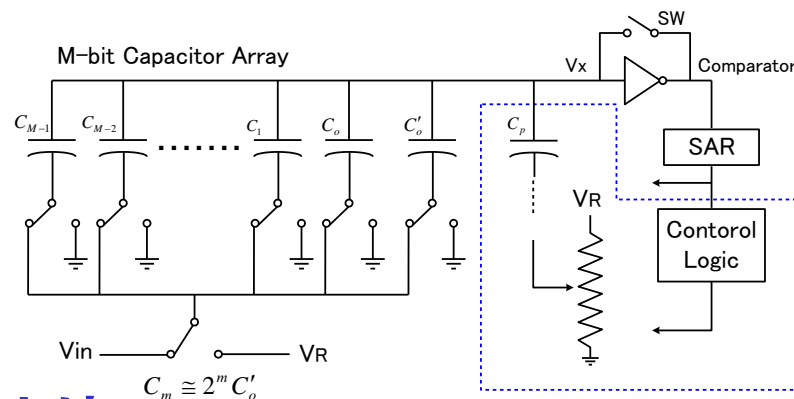 SW
M-bit Capacitor Array
Vx
Comparator
C_{M-1}
C_{M-2}
C_1
C_o
C'_o
C_p
SAR
VR
Contorol
Logic
Vin
VR
C_m ≅ 2^m C'_o